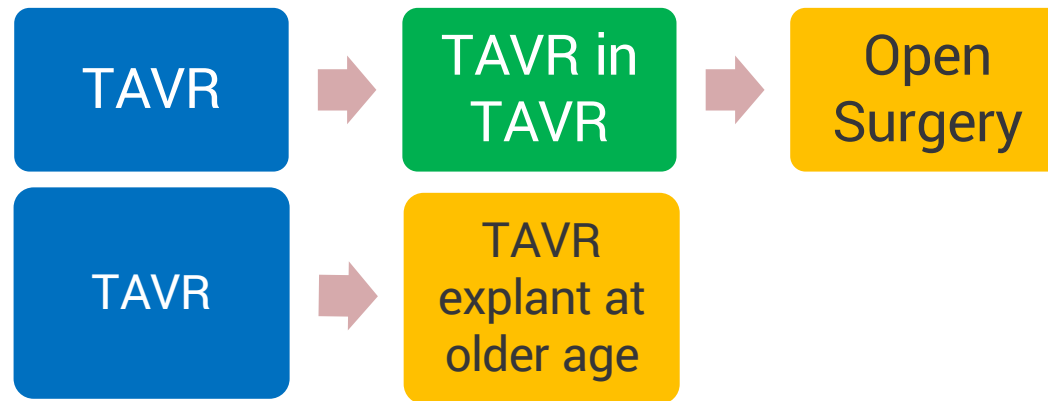 TAVR
TAVR in
TAVR
Open
Surgery
TAVR
TAVR
explant at
older age